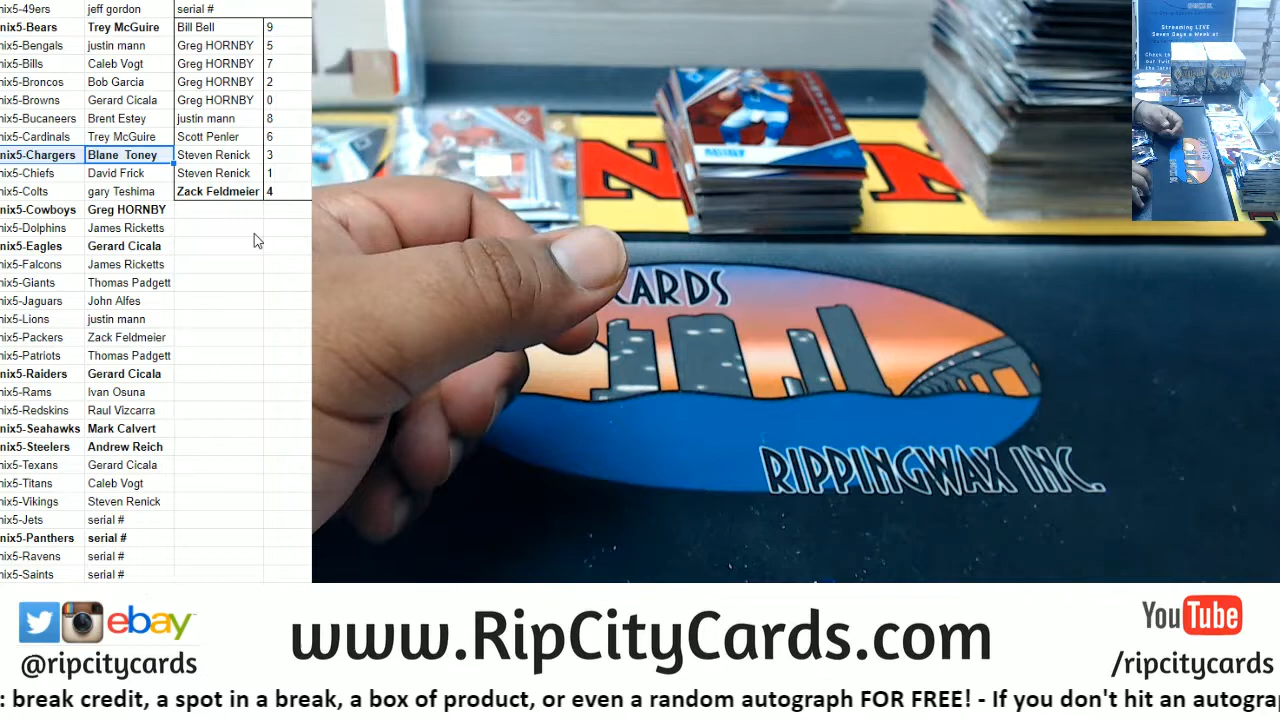 nix5-49ers jeff gordon serial #
nix5-Bears Trey McGuire Bill Bell 9
nix5-Bengals justin mann Greg HORNBY 5
nix5-Bills Caleb Vogt Greg HORNBY 7
nix5-Broncos Bob Garcia Greg HORNBY 2
nix5-Browns Gerard Cicala Greg HORNBY 0
nix5-Bucaneers Brent Estey justin mann 8
nix5-Cardinals Trey McGuire Scott Penler 6
nix5-Chargers Blane Toney Steven Renick 3
nix5-Chiefs David Frick Steven Renick 1
nix5-Colts gary Teshima Zack Feldmeier 4
nix5-Cowboys Greg HORNBY
nix5-Dolphins James Ricketts
nix5-Eagles Gerard Cicala
nix5-Falcons James Ricketts
nix5-Giants Thomas Padgett
nix5-Jaguars John Alfes
nix5-Lions justin mann
nix5-Packers Zack Feldmeier
nix5-Patriots Thomas Padgett
nix5-Raiders Gerard Cicala
nix5-Rams Ivan Osuna
nix5-Redskins Raul Vizcarra
nix5-Seahawks Mark Calvert
nix5-Steelers Andrew Reich
nix5-Texans Gerard Cicala
nix5-Titans Caleb Vogt
nix5-Vikings Steven Renick
nix5-Jets serial #
nix5-Panthers serial #
nix5-Ravens serial #
nix5-Saints serial #
Streaming LIVE
Seven Days a Week at
CARDS
RIPPINGWAX INC.
ebay
@ripcitycards
www.RipCityCards.com
YouTube
/ripcitycards
: break credit, a spot in a break, a box of product, or even a random autograph FOR FREE! - If you don't hit an autogra